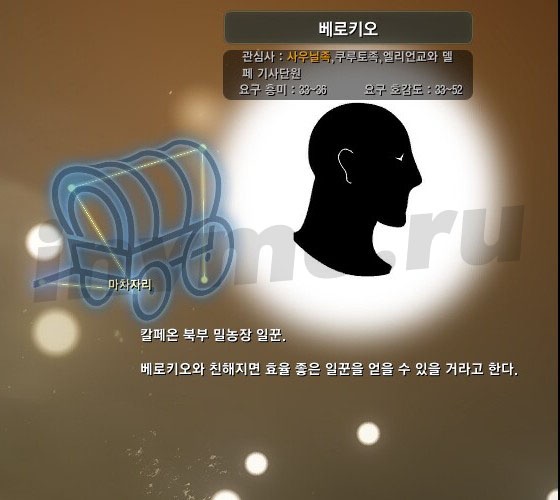 베로키오
관심사 : 사우닐족,쿠루토족,엘리언교와 델
페 기사단원
요구 흥미 : 33~36 요구 호감도 : 33~52
마차자리
칼페온 북부 밀농장 일꾼.
베로키오와 친해지면 효율 좋은 일꾼을 얻을 수 있을 거라고 한다.